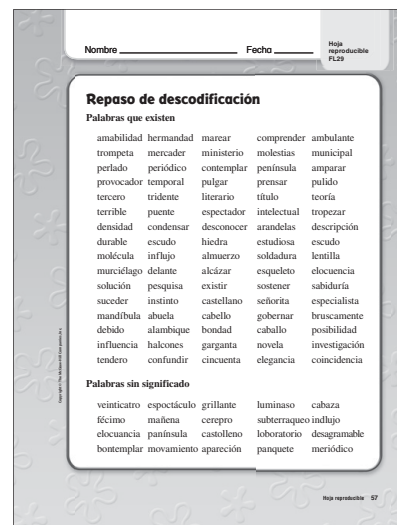 Nombre Fecha
Hoja
reproducible
FL29
Repaso de descodificación
Palabras que existen
amabilidad hermandad marear comprender ambulante
trompeta mercader ministerio molestias municipal
perlado periódico contemplar península amparar
provocador temporal pulgar prensar pulido
tercero tridente literario título teoría
terrible puente espectador intelectual tropezar
densidad condensar desconocer arandelas descripción
durable escudo hiedra estudiosa escudo
molécula influjo almuerzo soldadura lentilla
murciélago delante alcázar esqueleto elocuencia
solución pesquisa existir sostener sabiduría
suceder instinto castellano señorita especialista
mandíbula abuela cabello gobernar bruscamente
debido alambique bondad caballo posibilidad
influencia halcones garganta novela investigación
tendero confundir cincuenta elegancia coincidencia
Palabras sin significado
veinticatro espoctáculo grillante luminaso cabaza
fécimo mañena cerepro subterraqueo indlujo
elocuancia panínsula castolleno loboratorio desagramable
bontemplar movamiento apareción panquete meriódico
Hoja reproducible 57